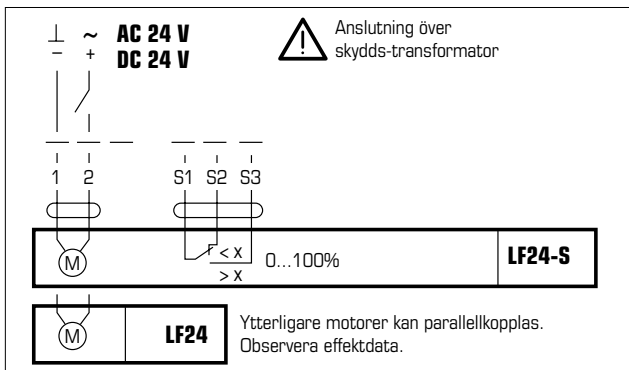 ⊥ ~ AC 24 V
− + DC 24 V
Anslutning över
skydds-transformator
1 2 S1 S2 S3
M
< x
> x
0...100%
LF24-S
M
LF24
Ytterligare motorer kan parallellkopplas.
Observera effektdata.